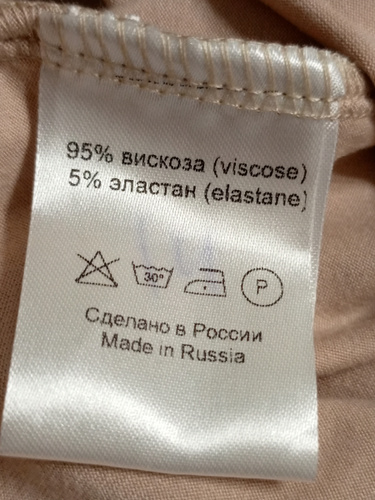 95% вискоза (viscose)
5% эластан (elastane)
30° P
Сделано в России
Made in Russia